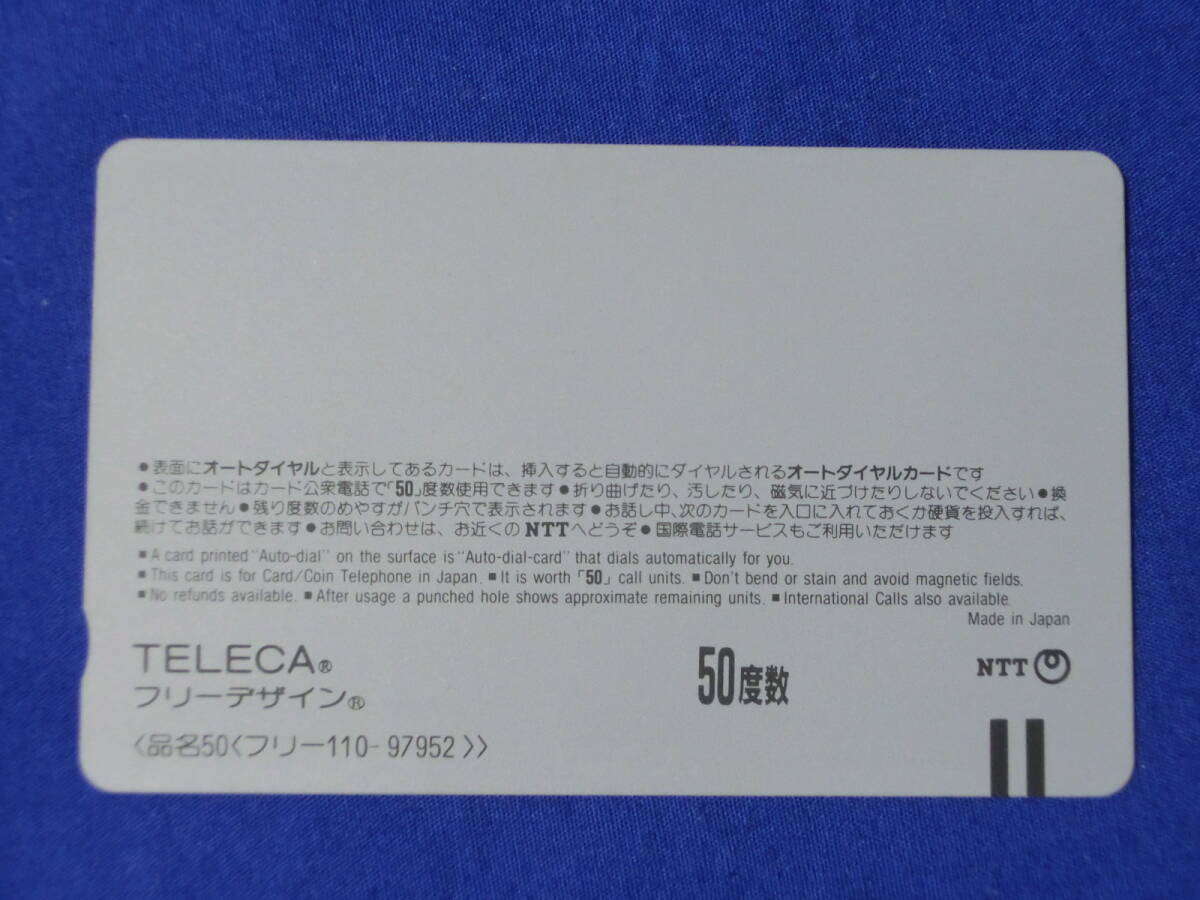 ●表面にオートダイヤルと表示してあるカードは、挿入すると自動的にダイヤルされるオートダイヤルカードです
●このカードはカード公衆電話で「50」度数使用できます●折り曲げたり、汚したり、磁気に近づけたりしないでください●換
金できません●残り度数のめやすがパンチ穴で表示されます●お話し中、次のカードを入口に入れておくか硬貨を投入すれば、
続けてお話ができます●お問い合わせは、お近くのNTTへどうぞ●国際電話サービスもご利用いただけます
■A card printed "Auto-dial" on the surface is "Auto-dial-card" that dials automatically for you.
■This card is for Card/Coin Telephone in Japan. ■It is worth「50」call units. ■Don't bend or stain and avoid magnetic fields.
■No refunds available. ■After usage a punched hole shows approximate remaining units. ■International Calls also available.
Made in Japan
TELECA®
フリーデザイン®
50度数
NTT
〈品名50〈フリー110-97952〉〉